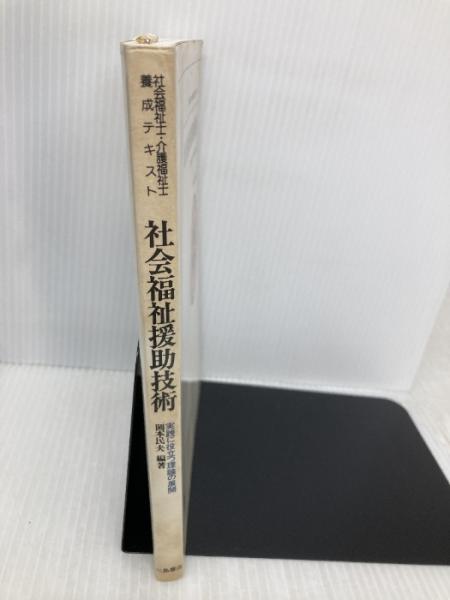 社会福祉士・介護福祉士
養成テキスト
社会福祉援助技術
実践に役立つ理論の展開
岡本民夫 編著